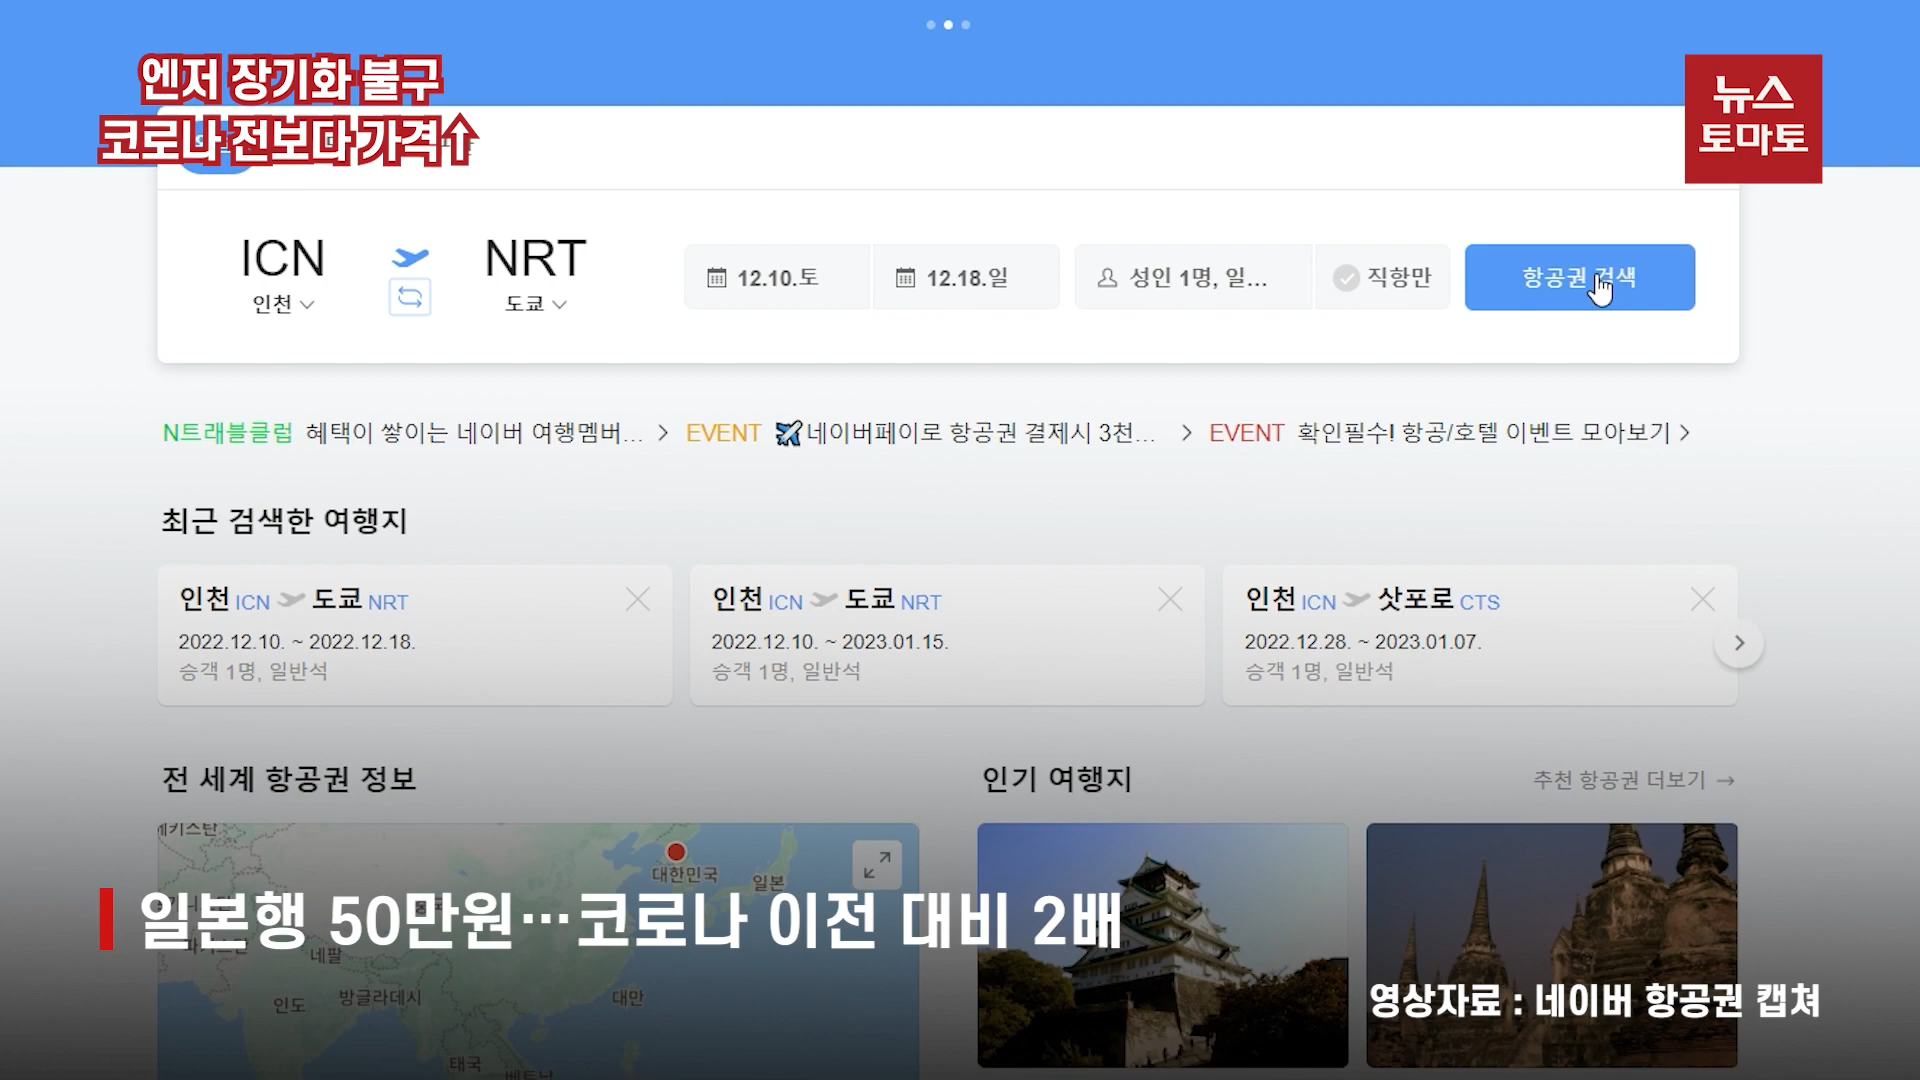 엔저 장기화 불구
코로나 전보다 가격↑
뉴스
토마토
ICN
인천
NRT
도쿄
12.10.토
12.18.일
성인 1명, 일...
직항만
항공권 검색
N트래블클럽 혜택이 쌓이는 네이버 여행멤버...
EVENT 네이버페이로 항공권 결제시 3천...
EVENT 확인필수! 항공/호텔 이벤트 모아보기
최근 검색한 여행지
인천 ICN 도쿄 NRT
2022.12.10. ~ 2022.12.18.
승객 1명, 일반석
인천 ICN 도쿄 NRT
2022.12.10. ~ 2023.01.15.
승객 1명, 일반석
인천 ICN 삿포로 CTS
2022.12.28. ~ 2023.01.07.
승객 1명, 일반석
전 세계 항공권 정보
인기 여행지
추천 항공권 더보기 →
대한민국
일본
일본행 50만원…코로나 이전 대비 2배
네팔
인도
방글라데시
대만
태국
영상자료 : 네이버 항공권 캡쳐